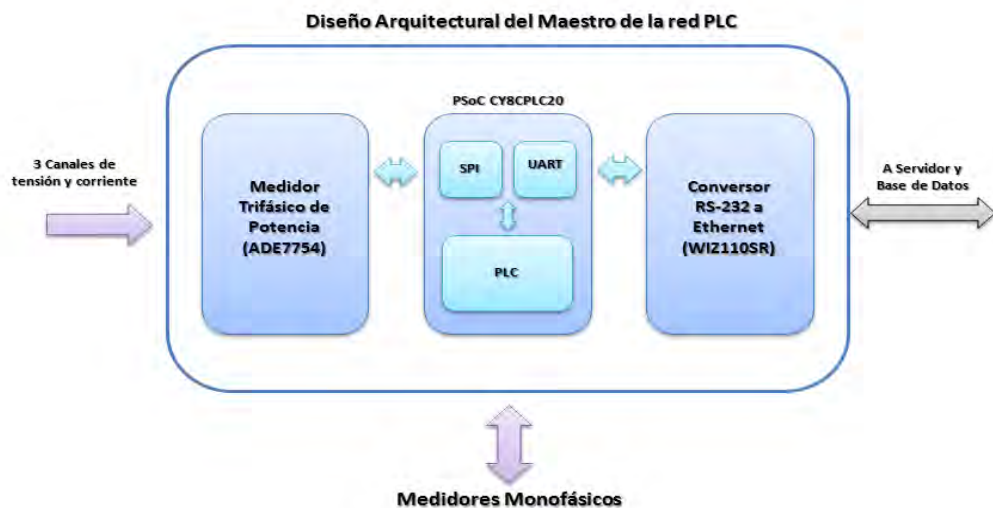 Diseño Arquitectural del Maestro de la red PLC
PSoC CY8CPLC20
3 Canales de
tensión y corriente
Medidor
Trifásico de
Potencia
(ADE7754)
SPI
UART
PLC
Conversor
RS-232 a
Ethernet
(WIZ110SR)
A Servidor y
Base de Datos
Medidores Monofásicos